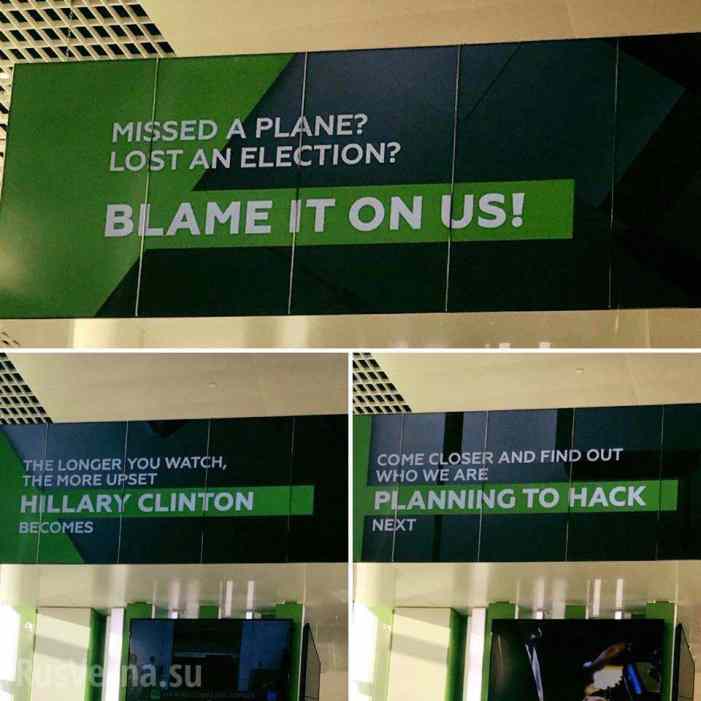 MISSED A PLANE?
LOST AN ELECTION?
BLAME IT ON US!
THE LONGER YOU WATCH,
THE MORE UPSET
HILLARY CLINTON
BECOMES
COME CLOSER AND FIND OUT
WHO WE ARE
PLANNING TO HACK
NEXT
Rusvesna.su